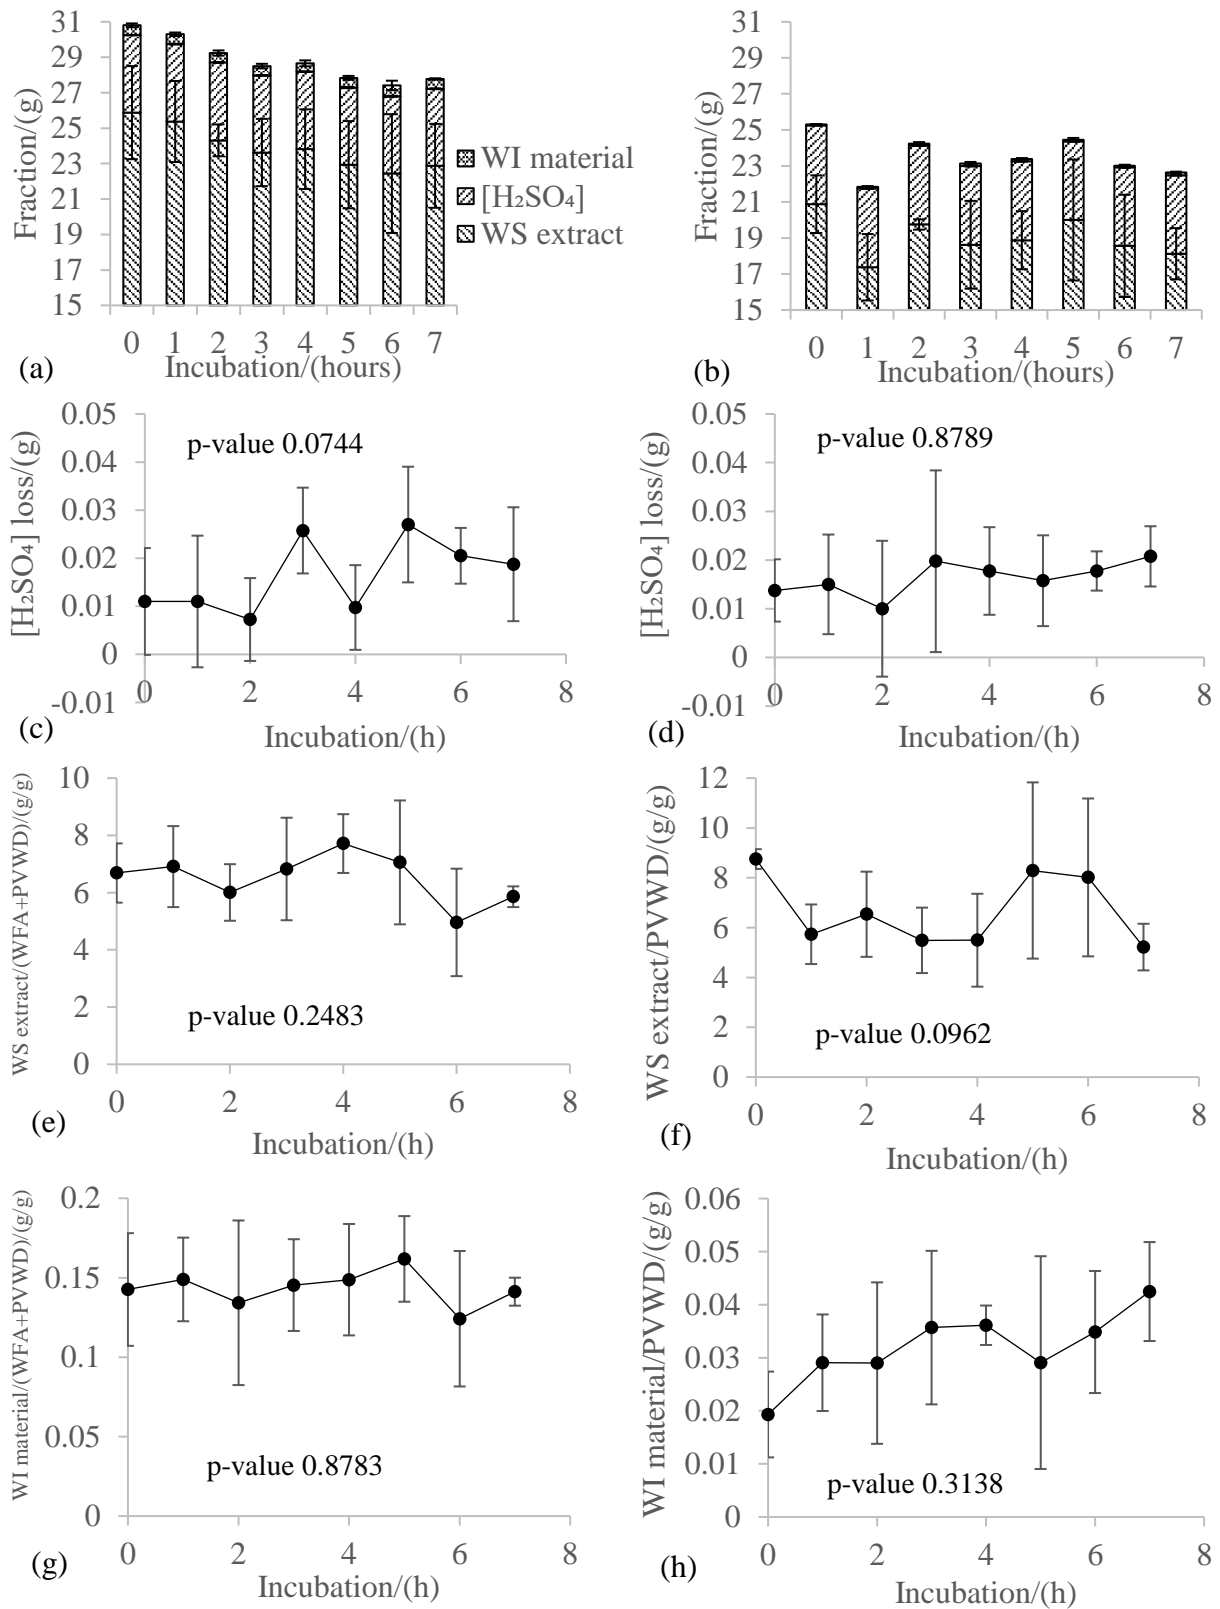 31
29
27
25
23
21
19
17
15
Fraction/(g)
0 1 2 3 4 5 6 7
Incubation/(hours)
(a)
WI material
[H₂SO₄]
WS extract
31
29
27
25
23
21
19
17
15
Fraction/(g)
0 1 2 3 4 5 6 7
Incubation/(hours)
(b)
0.05
0.04
0.03
0.02
0.01
0
-0.01
[H₂SO₄] loss/(g)
p-value 0.0744
0 2 4 6 8
Incubation/(h)
(c)
0.05
0.04
0.03
0.02
0.01
0
-0.01
[H₂SO₄] loss/(g)
p-value 0.8789
0 2 4 6 8
Incubation/(h)
(d)
10
8
6
4
2
0
WS extract/(WFA+PVWD)/(g/g)
p-value 0.2483
0 2 4 6 8
Incubation/(h)
(e)
12
10
8
6
4
2
0
WS extract/PVWD/(g/g)
p-value 0.0962
0 2 4 6 8
Incubation/(h)
(f)
0.2
0.15
0.1
0.05
0
WI material/(WFA+PVWD)/(g/g)
p-value 0.8783
0 2 4 6 8
Incubation/(h)
(g)
0.06
0.05
0.04
0.03
0.02
0.01
0
WI material/PVWD/(g/g)
p-value 0.3138
0 2 4 6 8
Incubation/(h)
(h)